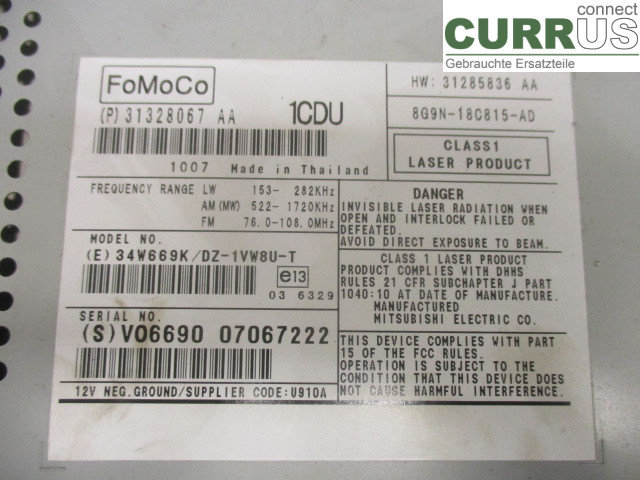 connect
CURRUS
Gebrauchte Ersatzteile
FoMoCo
(P) 31328067 AA
1CDU
1007 Made in Thailand
HW: 31285836 AA
8G9N-18C815-AD
CLASS1
LASER PRODUCT
FREQUENCY RANGE LW 153- 282KHz
AM (MW) 522- 1720KHz
FM 76.0-108.0MHz
MODEL NO.
(E) 34W669K/DZ-1VW8U-T
e13
03 6329
SERIAL NO.
(S) VO6690 07067222
12V NEG.GROUND/SUPPLIER CODE:U910A
DANGER
INVISIBLE LASER RADIATION WHEN
OPEN AND INTERLOCK FAILED OR
DEFEATED.
AVOID DIRECT EXPOSURE TO BEAM.
CLASS 1 LASER PRODUCT
PRODUCT COMPLIES WITH DHHS
RULES 21 CFR SUBCHAPTER J PART
1040:10 AT DATE OF MANUFACTURE.
MANUFACTURED
MITSUBISHI ELECTRIC CO.
THIS DEVICE COMPLIES WITH PART
15 OF THE FCC RULES.
OPERATION IS SUBJECT TO THE
CONDITION THAT THIS DEVICE DOES
NOT CAUSE HARMFUL INTERFERENCE.